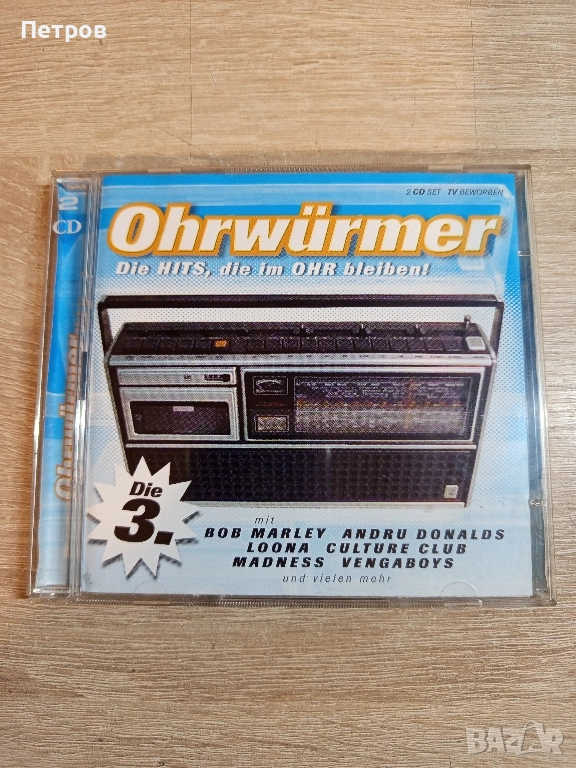 Петров
2 CD SET TV BEWORBEN
2
CD
Ohrwürmer
Die HITS, die im OHR bleiben!
Ohrwürmer
Die
3.
mit
BOB MARLEY ANDRU DONALDS
LOONA CULTURE CLUB
MADNESS VENGABOYS
und vielen mehr
BAZAR